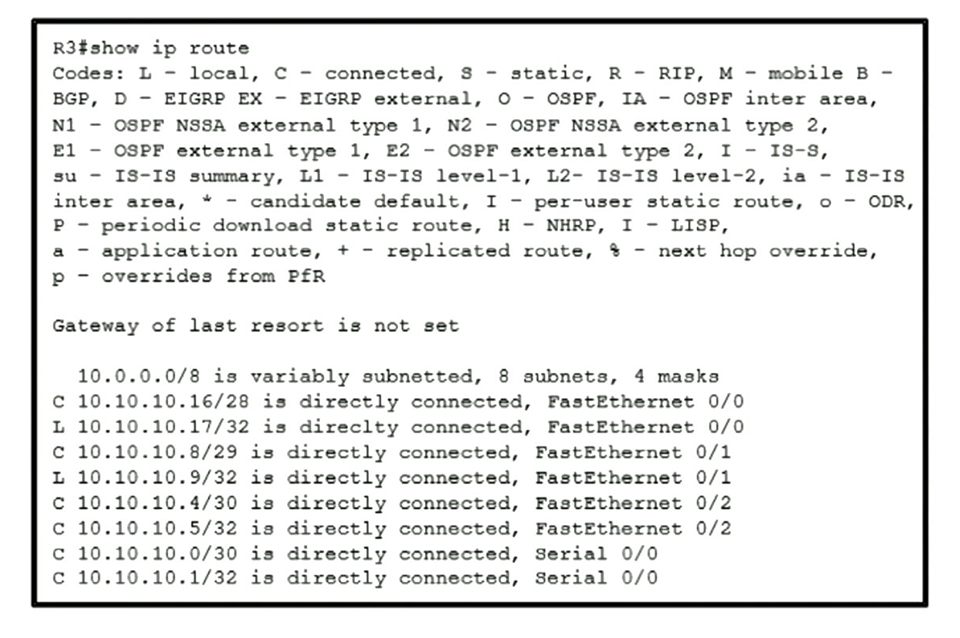 R3#show ip route
Codes: L - local, C - connected, S - static, R - RIP, M - mobile B -
BGP, D - EIGRP EX - EIGRP external, O - OSPF, IA - OSPF inter area,
N1 - OSPF NSSA external type 1, N2 - OSPF NSSA external type 2,
E1 - OSPF external type 1, E2 - OSPF external type 2, I - IS-S,
su - IS-IS summary, L1 - IS-IS level-1, L2- IS-IS level-2, ia - IS-IS
inter area, * - candidate default, I - per-user static route, o - ODR,
P - periodic download static route, H - NHRP, I - LISP,
a - application route, + - replicated route, % - next hop override,
p - overrides from PfR
Gateway of last resort is not set
10.0.0.0/8 is variably subnetted, 8 subnets, 4 masks
C 10.10.10.16/28 is directly connected, FastEthernet 0/0
L 10.10.10.17/32 is direclty connected, FastEthernet 0/0
C 10.10.10.8/29 is directly connected, FastEthernet 0/1
L 10.10.10.9/32 is directly connected, FastEthernet 0/1
C 10.10.10.4/30 is directly connected, FastEthernet 0/2
C 10.10.10.5/32 is directly connected, FastEthernet 0/2
C 10.10.10.0/30 is directly connected, Serial 0/0
C 10.10.10.1/32 is directly connected, Serial 0/0